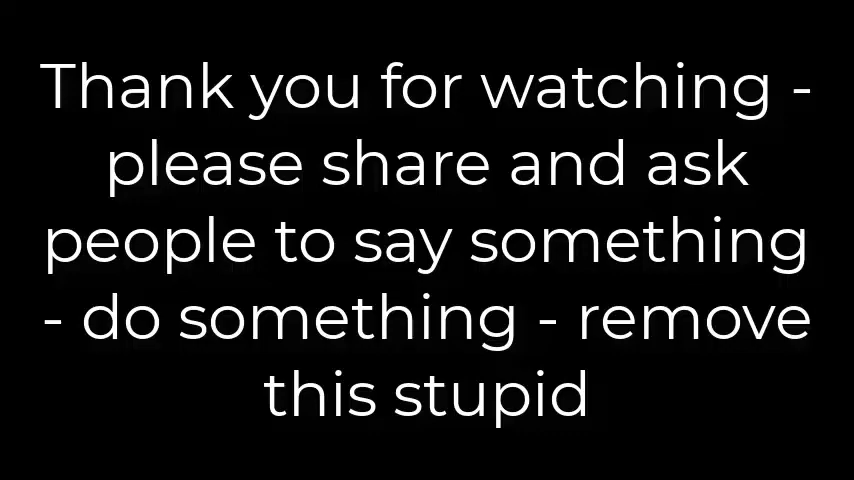 Thank you for watching -
please share and ask
people to say something
- do something - remove
this stupid